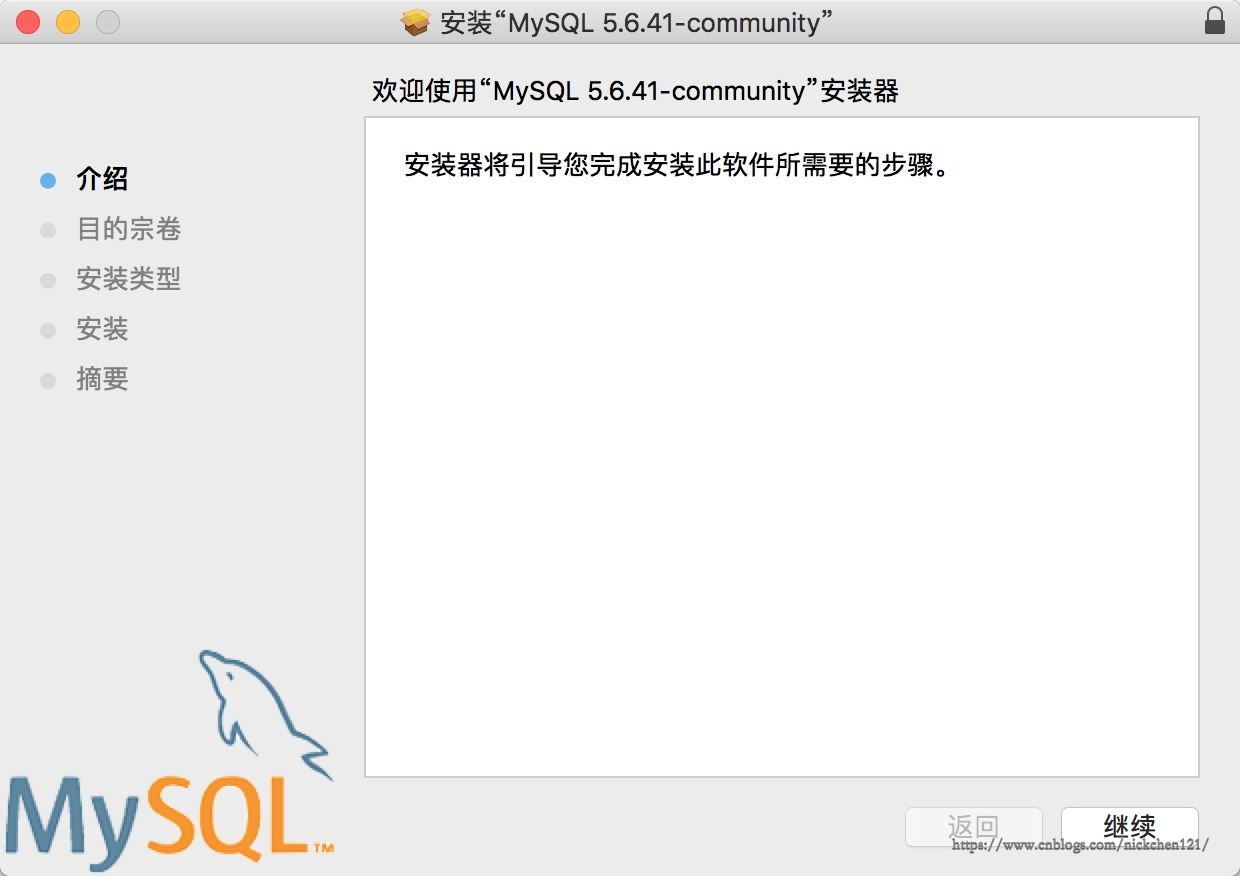 安装“MySQL 5.6.41-community”
欢迎使用“MySQL 5.6.41-community”安装器
安装器将引导您完成安装此软件所需要的步骤。
介绍
目的宗卷
安装类型
安装
摘要
MySQL™
返回
继续
https://www.cnblogs.com/nickchen121/